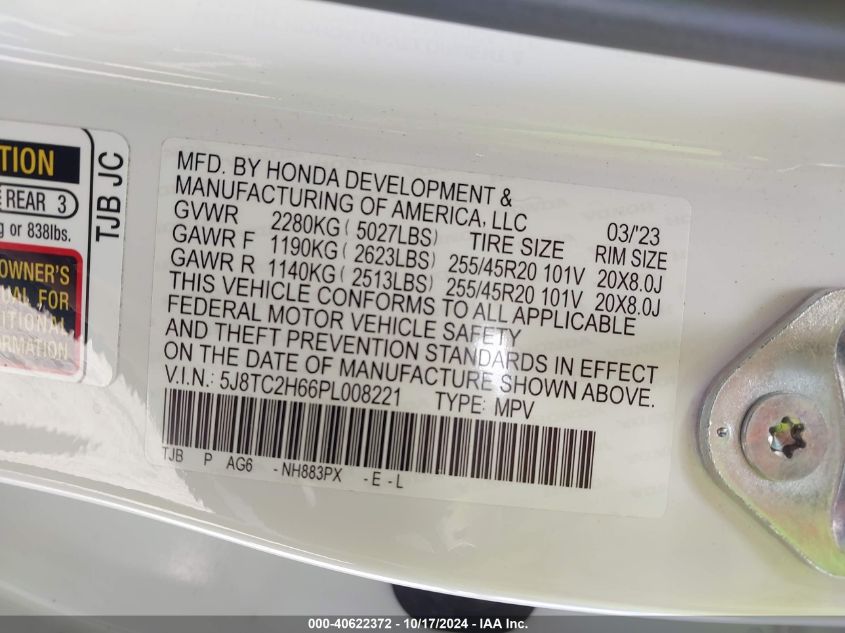 TION
REAR 3
g or 838lbs.
OWNER'S
FOR
TJB JC
MFD. BY HONDA DEVELOPMENT &
MANUFACTURING OF AMERICA, LLC
03/'23
GVWR 2280KG ( 5027LBS) TIRE SIZE RIM SIZE
GAWR F 1190KG ( 2623LBS) 255/45R20 101V 20X8.0J
GAWR R 1140KG ( 2513LBS) 255/45R20 101V 20X8.0J
THIS VEHICLE CONFORMS TO ALL APPLICABLE
FEDERAL MOTOR VEHICLE SAFETY
AND THEFT PREVENTION STANDARDS IN EFFECT
ON THE DATE OF MANUFACTURE SHOWN ABOVE.
V.I.N.: 5J8TC2H66PL008221 TYPE: MPV
TJB P AG6 -NH883PX -E-L
000-40622372 - 10/17/2024 - IAA Inc.